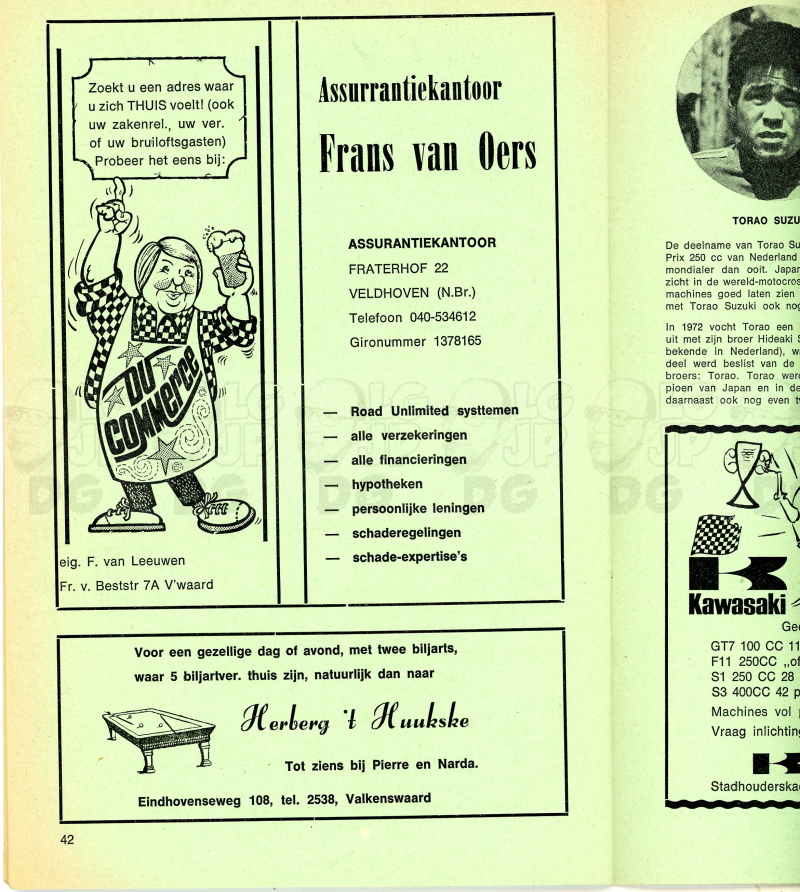 Zoekt u een adres waar
u zich THUIS voelt! (ook
uw zakenrel., uw ver.
of uw bruiloftsgasten)
Probeer het eens bij:
DU
COMMerce
eig. F. van Leeuwen
Fr. v. Beststr 7A V'waard
Assurrantiekantoor
Frans van Oers
ASSURANTIEKANTOOR
FRATERHOF 22
VELDHOVEN (N.Br.)
Telefoon 040-534612
Gironummer 1378165
— Road Unlimited systtemen
— alle verzekeringen
— alle financieringen
— hypotheken
— persoonlijke leningen
— schaderegelingen
— schade-expertise's
Voor een gezellige dag of avond, met twee biljarts,
waar 5 biljartver. thuis zijn, natuurlijk dan naar
Herberg 't Huukske
Tot ziens bij Pierre en Narda.
Eindhovenseweg 108, tel. 2538, Valkenswaard
42
TORAO SUZU
De deelname van Torao Su
Prix 250 cc van Nederland
mondialer dan ooit. Japan
zicht in de wereld-motocros
machines goed laten zien
met Torao Suzuki ook nog
In 1972 vocht Torao een
uit met zijn broer Hideaki S
bekende in Nederland), w
deel werd beslist van de
broers: Torao. Torao wer
pioen van Japan en in de
daarnaast ook nog even t
Kawasaki
Gee
GT7 100 CC 11
F11 250CC ,,of
S1 250 CC 28
S3 400CC 42 p
Machines vol p
Vraag inlichting
Stadhouderska